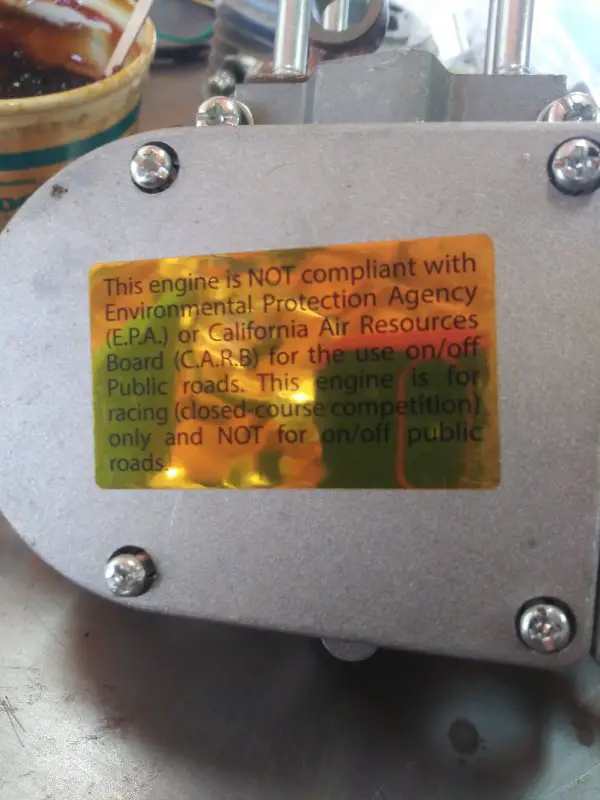 This engine is NOT compliant with
Environmental Protection Agency
(E.P.A.) or California Air Resources
Board (C.A.R.B) for the use on/off
Public roads. This engine is for
racing (closed-course competition)
only and NOT for on/off public
roads.